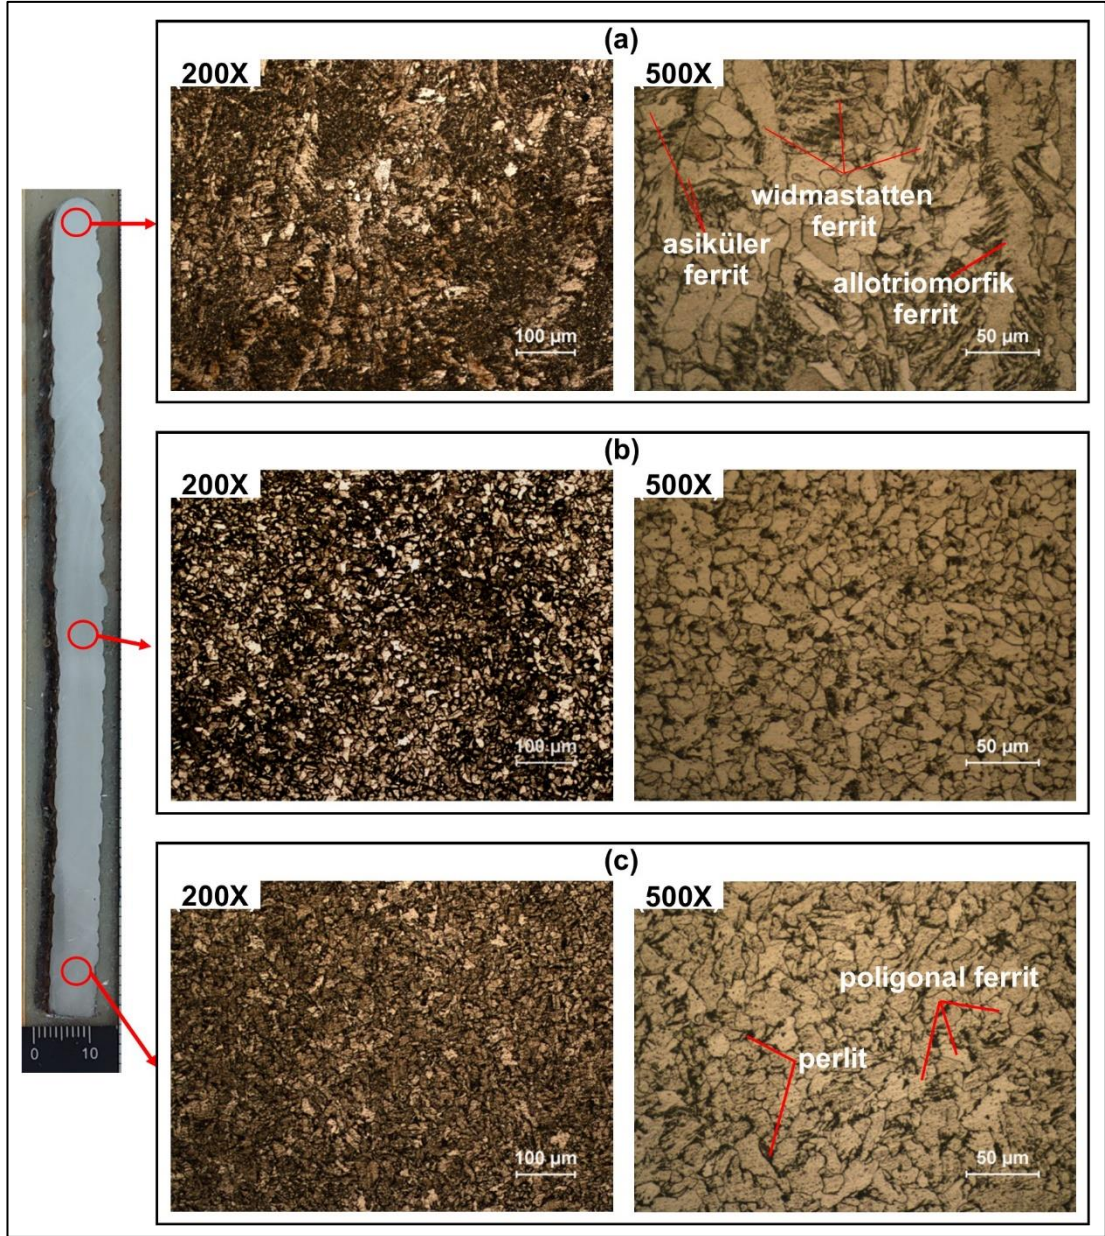 (a)
200X
500X
widmastatten
ferrit
asiküler
ferrit
allotriomorfik
ferrit
100 µm
50 µm
(b)
200X
500X
100 µm
50 µm
(c)
200X
500X
poligonal ferrit
perlit
100 µm
50 µm
0 10